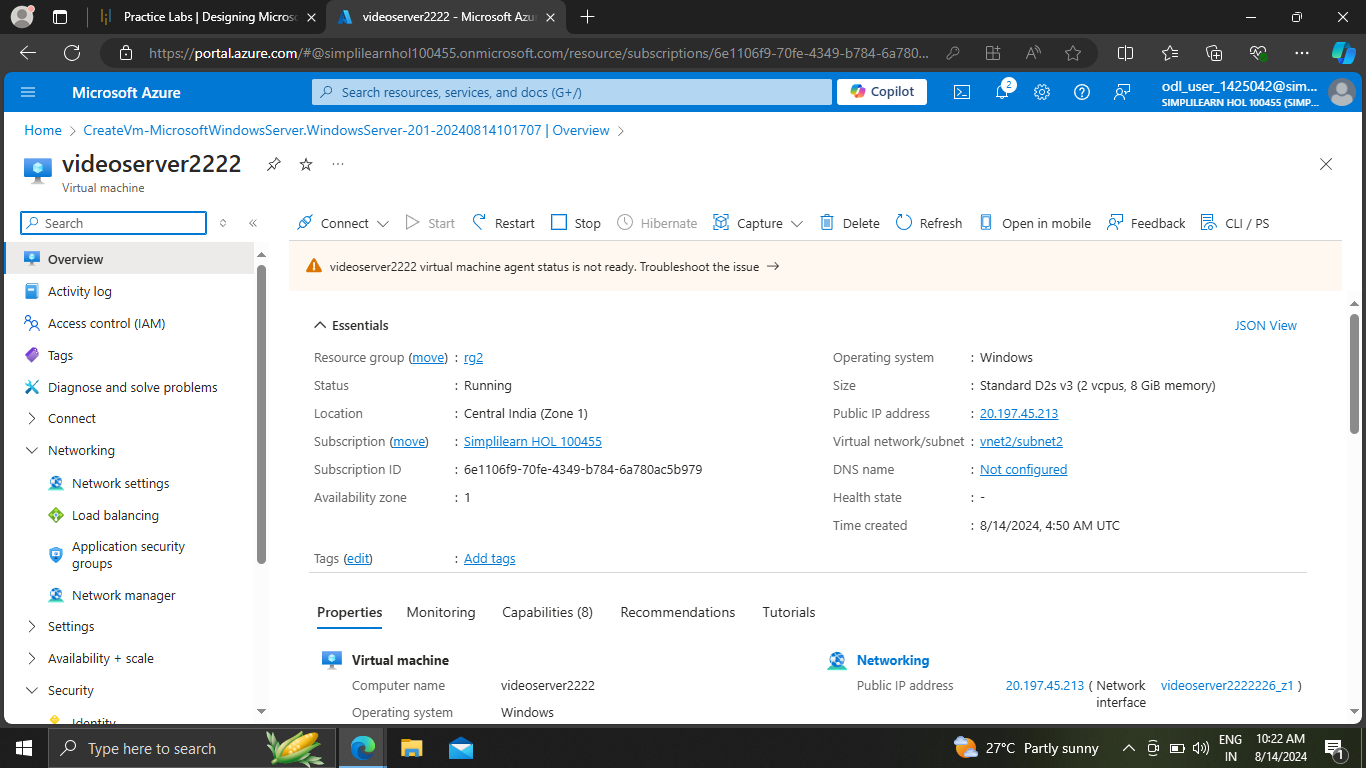 Practice Labs | Designing Microso
videoserver2222 - Microsoft Azu
https://portal.azure.com/#@simplilearnhol100455.onmicrosoft.com/resource/subscriptions/6e1106f9-70fe-4349-b784-6a780...
Microsoft Azure
Search resources, services, and docs (G+/)
Copilot
2
odl_user_1425042@sim...
SIMPLILEARN HOL 100455 (SIMP...
Home > CreateVm-MicrosoftWindowsServer.WindowsServer-201-20240814101707 | Overview >
videoserver2222
Virtual machine
Search
Connect
Start
Restart
Stop
Hibernate
Capture
Delete
Refresh
Open in mobile
Feedback
CLI / PS
Overview
Activity log
Access control (IAM)
Tags
Diagnose and solve problems
Connect
Networking
Network settings
Load balancing
Application security
groups
Network manager
Settings
Availability + scale
Security
Identity
videoserver2222 virtual machine agent status is not ready. Troubleshoot the issue →
Essentials
JSON View
Resource group (move) : rg2
Status : Running
Location : Central India (Zone 1)
Subscription (move) : Simplilearn HOL 100455
Subscription ID : 6e1106f9-70fe-4349-b784-6a780ac5b979
Availability zone : 1
Operating system : Windows
Size : Standard D2s v3 (2 vcpus, 8 GiB memory)
Public IP address : 20.197.45.213
Virtual network/subnet : vnet2/subnet2
DNS name : Not configured
Health state : -
Time created : 8/14/2024, 4:50 AM UTC
Tags (edit) : Add tags
Properties
Monitoring
Capabilities (8)
Recommendations
Tutorials
Virtual machine
Computer name videoserver2222
Operating system Windows
Networking
Public IP address 20.197.45.213 ( Network interface videoserver2222226_z1 )
Type here to search
27°C Partly sunny
ENG
IN
10:22 AM
8/14/2024
1